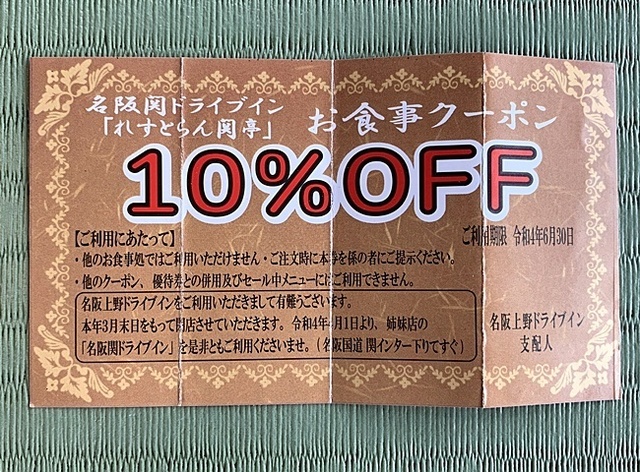 名阪関ドライブイン
「れすとらん関亭」
お食事クーポン
10%OFF
【ご利用にあたって】
ご利用期限 令和4年6月30日
・他のお食事処ではご利用いただけません・ご注文時に本券を係の者にご提示ください。
・他のクーポン、優待券との併用及びセール中メニューにはご利用できません。
名阪上野ドライブインをご利用いただきまして有難うございます。
本年3月末日をもって閉店させていただきます。令和4年4月1日より、姉妹店の
「名阪関ドライブイン」を是非ともご利用くださいませ。(名阪国道 関インター下りてすぐ)
名阪上野ドライブイン
支配人